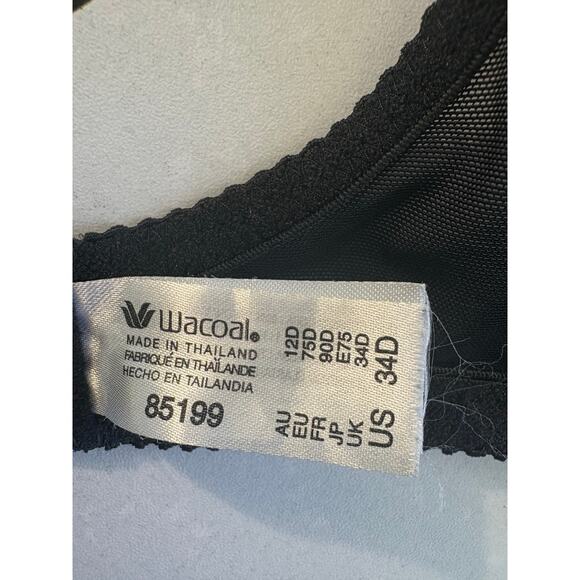 Wacoal®
MADE IN THAILAND
FABRIQUÉ EN THAÏLANDE
HECHO EN TAILANDIA
85199
AU 12D
EU 75D
FR 90D
JP E75
UK 34D
US 34D